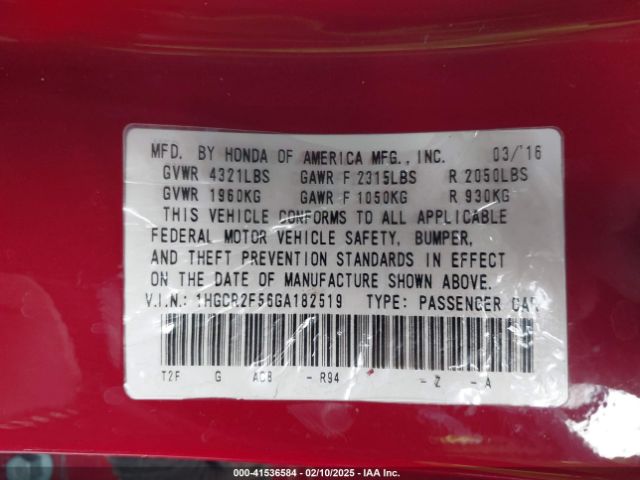 MFD. BY HONDA OF AMERICA MFG., INC. 03/'16
GVWR 4321LBS GAWR F 2315LBS R 2050LBS
GVWR 1960KG GAWR F 1050KG R 930KG
THIS VEHICLE CONFORMS TO ALL APPLICABLE
FEDERAL MOTOR VEHICLE SAFETY, BUMPER,
AND THEFT PREVENTION STANDARDS IN EFFECT
ON THE DATE OF MANUFACTURE SHOWN ABOVE.
V.I.N.: 1HGCR2F56GA182519 TYPE: PASSENGER CAR
T2F G AC8 - R94 - Z - A
000-41536584 - 02/10/2025 - IAA Inc.